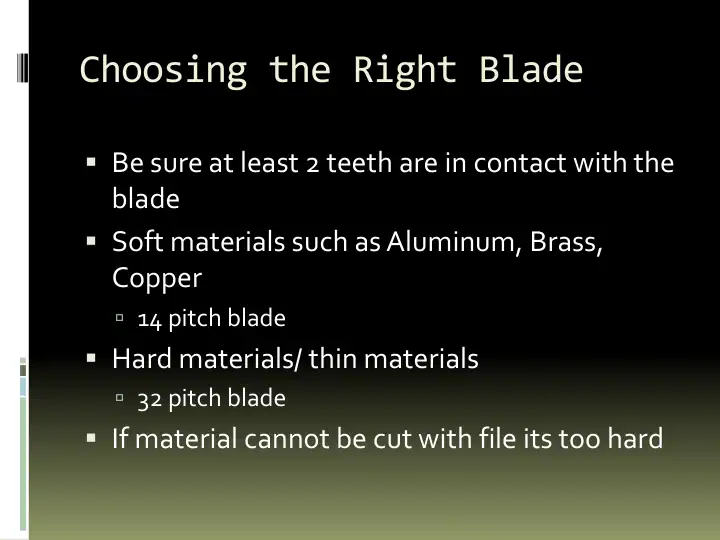 Choosing the Right Blade
▪ Be sure at least 2 teeth are in contact with the
blade
▪ Soft materials such as Aluminum, Brass,
Copper
▫ 14 pitch blade
▪ Hard materials/ thin materials
▫ 32 pitch blade
▪ If material cannot be cut with file its too hard